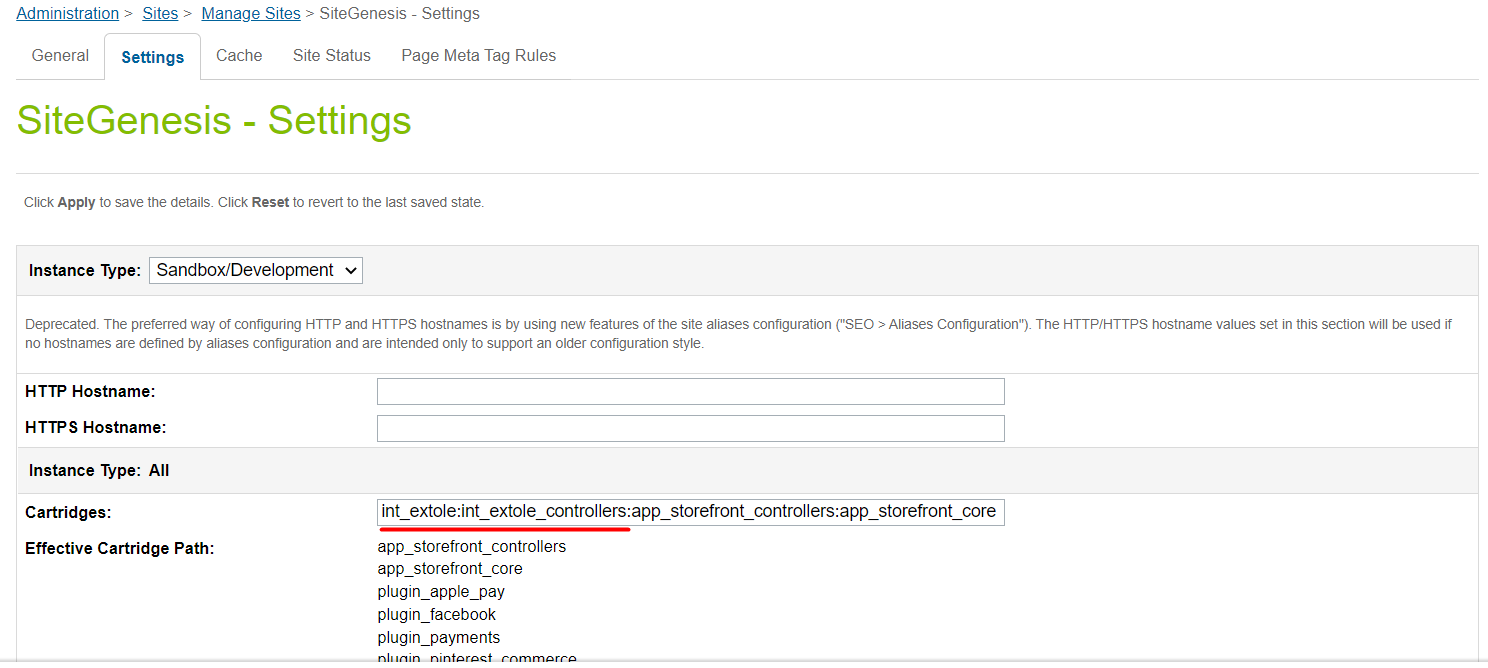 Administration > Sites > Manage Sites > SiteGenesis - Settings
General Settings Cache Site Status Page Meta Tag Rules
SiteGenesis - Settings
Click Apply to save the details. Click Reset to revert to the last saved state.
Instance Type: Sandbox/Development
Deprecated. The preferred way of configuring HTTP and HTTPS hostnames is by using new features of the site aliases configuration ("SEO > Aliases Configuration"). The HTTP/HTTPS hostname values set in this section will be used if
no hostnames are defined by aliases configuration and are intended only to support an older configuration style.
HTTP Hostname:
HTTPS Hostname:
Instance Type: All
Cartridges: int_extole:int_extole_controllers:app_storefront_controllers:app_storefront_core
Effective Cartridge Path: app_storefront_controllers
app_storefront_core
plugin_apple_pay
plugin_facebook
plugin_payments
plugin_pinterest_commerce